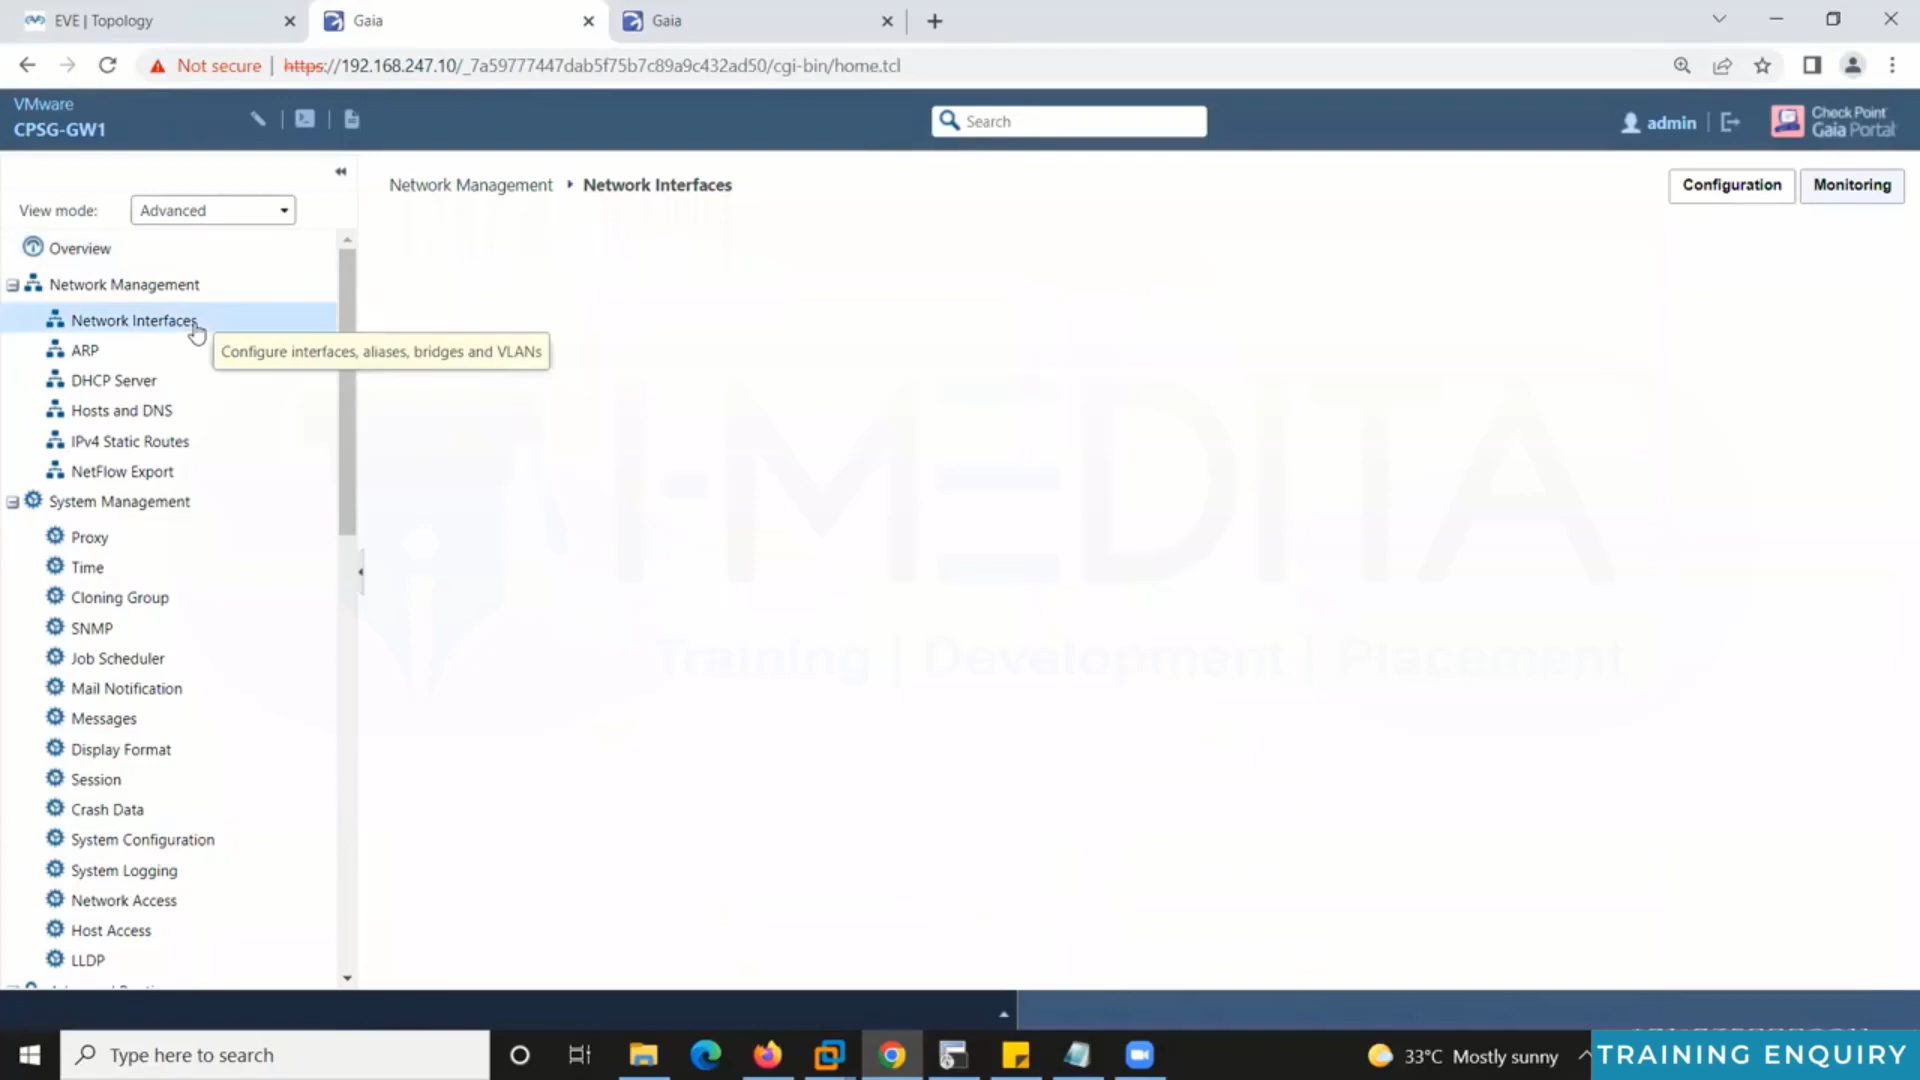 EVE | Topology
Gaia
Gaia
Not secure
https://192.168.247.10/_7a59777447dab5f75b7c89a9c432ad50/cgi-bin/home.tcl
VMware
CPSG-GW1
Search
admin
Check Point
Gaia Portal
View mode:
Advanced
Network Management
Network Interfaces
Configuration
Monitoring
Overview
Network Management
Network Interfaces
Configure interfaces, aliases, bridges and VLANs
ARP
DHCP Server
Hosts and DNS
IPv4 Static Routes
NetFlow Export
System Management
Proxy
Time
Cloning Group
SNMP
Job Scheduler
Mail Notification
Messages
Display Format
Session
Crash Data
System Configuration
System Logging
Network Access
Host Access
LLDP
I-MEDITA
Training | Development | Placement
Type here to search
33°C Mostly sunny
TRAINING ENQUIRY